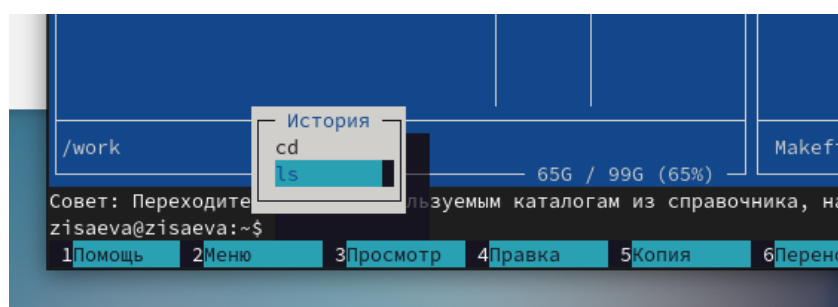 История
/work
cd
Makef
ls
65G / 99G (65%)
Совет: Переходите льзуемым каталогам из справочника, на
zisaeva@zisaeva:~$
1Помощь 2Меню 3Просмотр 4Правка 5Копия 6Перено